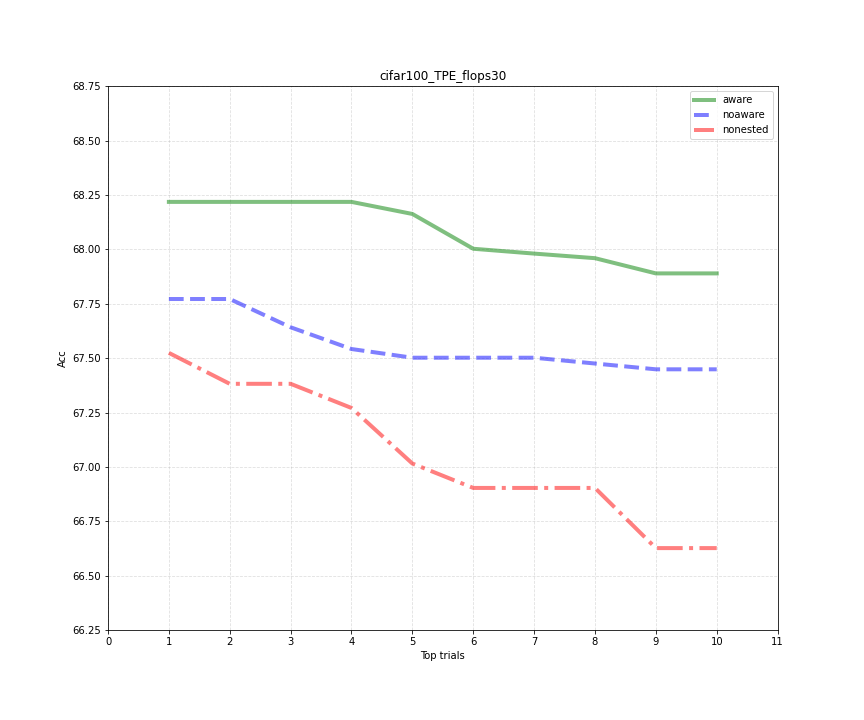 cifar100_TPE_flops30
68.75
68.50
68.25
68.00
67.75
67.50
67.25
67.00
66.75
66.50
66.25
Acc
aware
noaware
nonested
0 1 2 3 4 5 6 7 8 9 10 11
Top trials